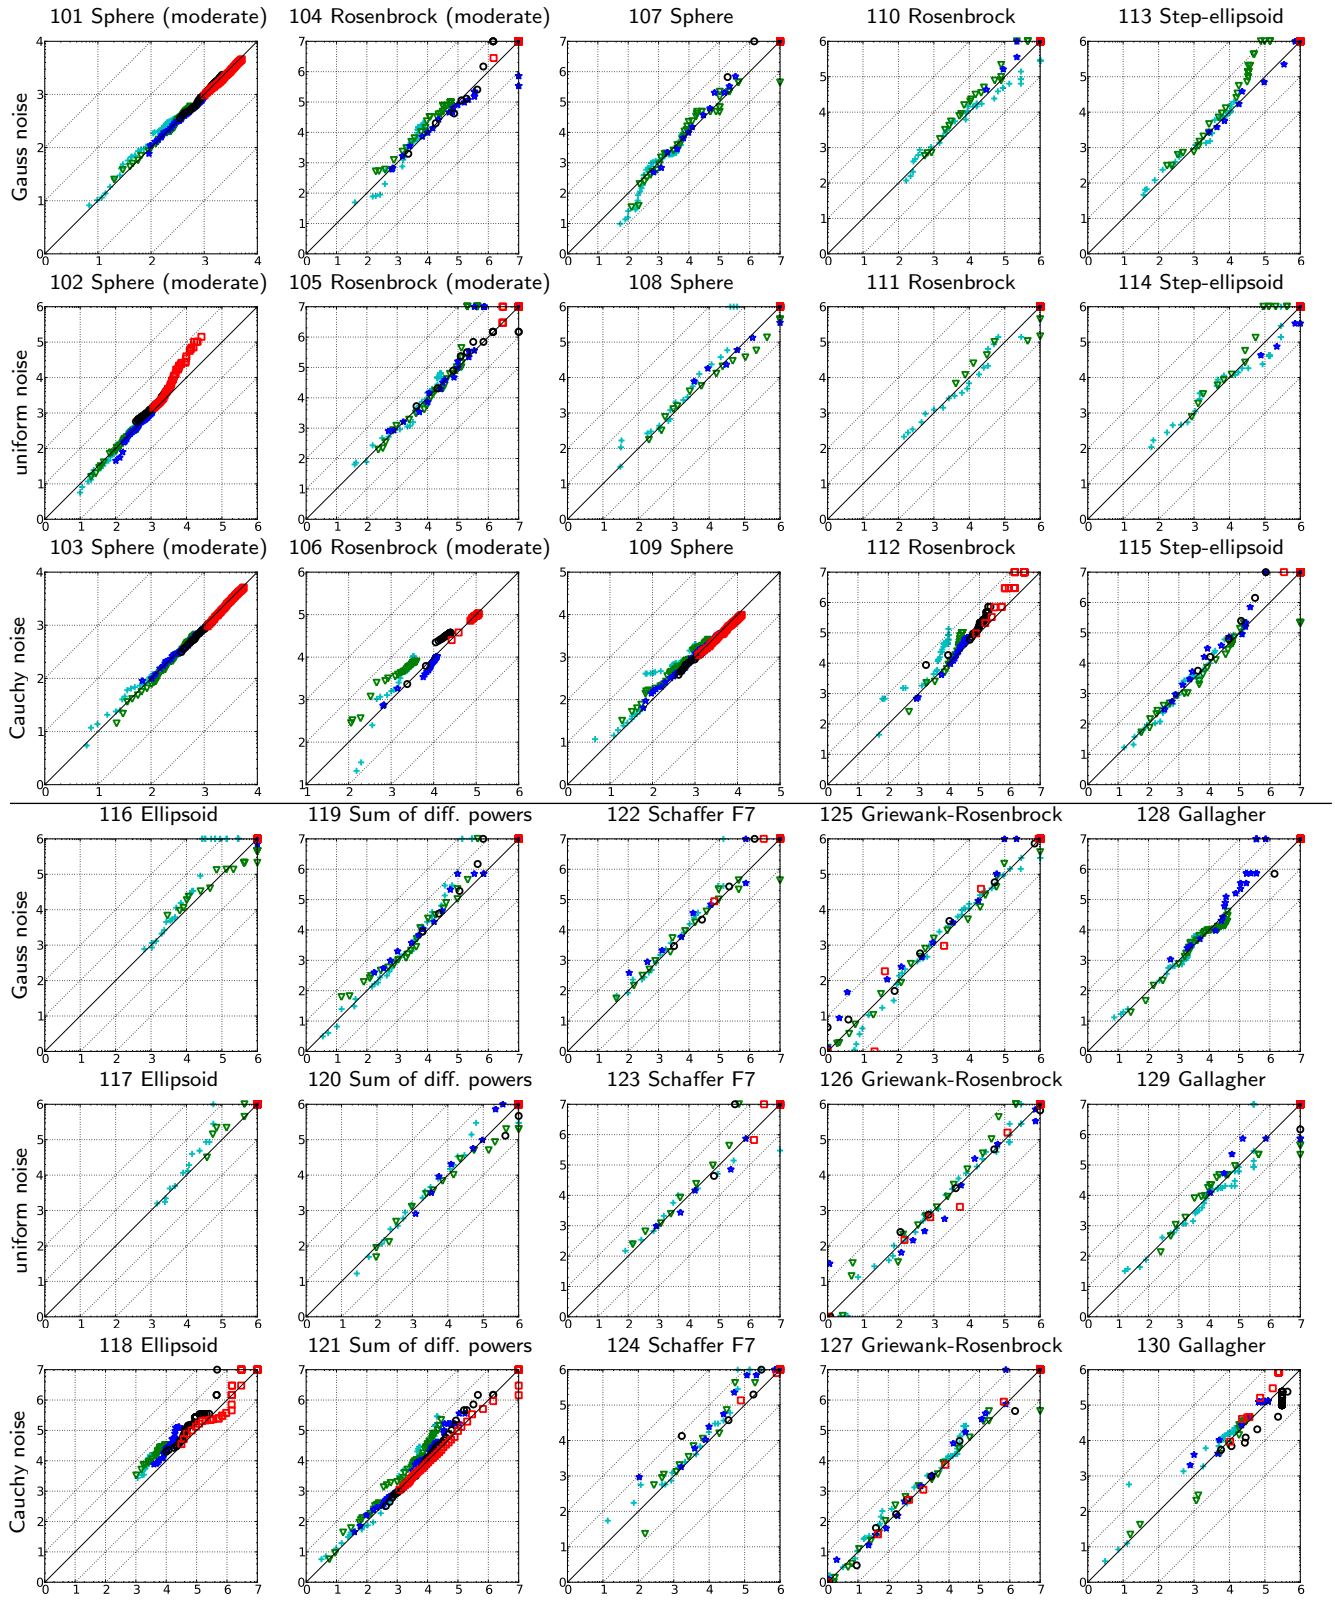 101 Sphere (moderate)
104 Rosenbrock (moderate)
107 Sphere
110 Rosenbrock
113 Step-ellipsoid
Gauss noise
102 Sphere (moderate)
105 Rosenbrock (moderate)
108 Sphere
111 Rosenbrock
114 Step-ellipsoid
uniform noise
103 Sphere (moderate)
106 Rosenbrock (moderate)
109 Sphere
112 Rosenbrock
115 Step-ellipsoid
Cauchy noise
116 Ellipsoid
119 Sum of diff. powers
122 Schaffer F7
125 Griewank-Rosenbrock
128 Gallagher
Gauss noise
117 Ellipsoid
120 Sum of diff. powers
123 Schaffer F7
126 Griewank-Rosenbrock
129 Gallagher
uniform noise
118 Ellipsoid
121 Sum of diff. powers
124 Schaffer F7
127 Griewank-Rosenbrock
130 Gallagher
Cauchy noise